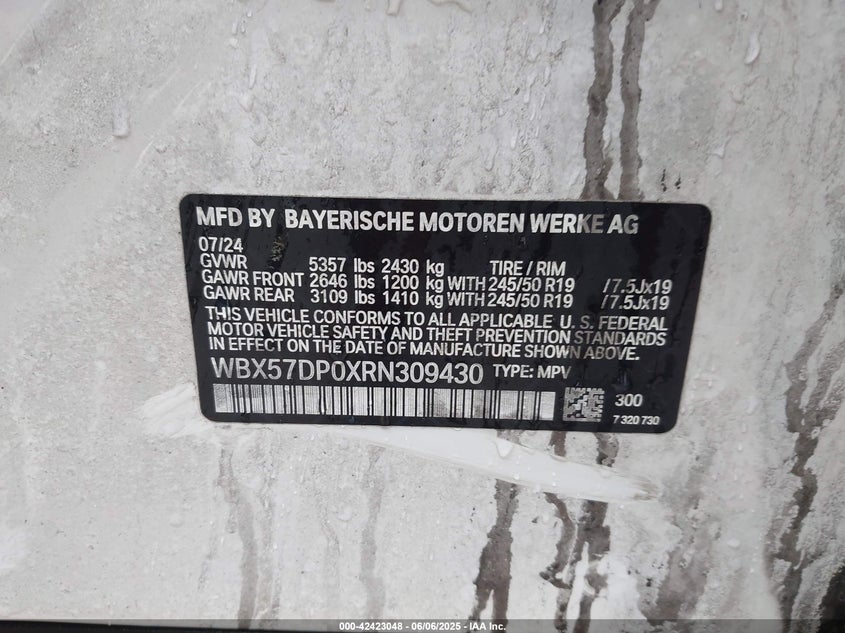 MFD BY BAYERISCHE MOTOREN WERKE AG
07/24
GVWR 5357 lbs 2430 kg TIRE / RIM
GAWR FRONT 2646 lbs 1200 kg WITH 245/50 R19 /7.5Jx19
GAWR REAR 3109 lbs 1410 kg WITH 245/50 R19 /7.5Jx19
THIS VEHICLE CONFORMS TO ALL APPLICABLE U. S. FEDERAL
MOTOR VEHICLE SAFETY AND THEFT PREVENTION STANDARDS
IN EFFECT ON THE DATE OF MANUFACTURE SHOWN ABOVE.
WBX57DP0XRN309430 TYPE: MPV
300
7 320 730
000-42423048 - 06/06/2025 - IAA Inc.